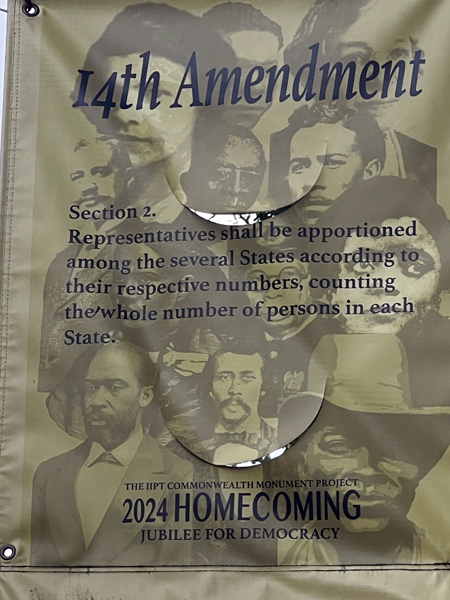 14th Amendment
Section 2.
Representatives shall be apportioned
among the several States according to
their respective numbers, counting
the whole number of persons in each
State.
THE IIPT COMMONWEALTH MONUMENT PROJECT
2024 HOMECOMING
JUBILEE FOR DEMOCRACY